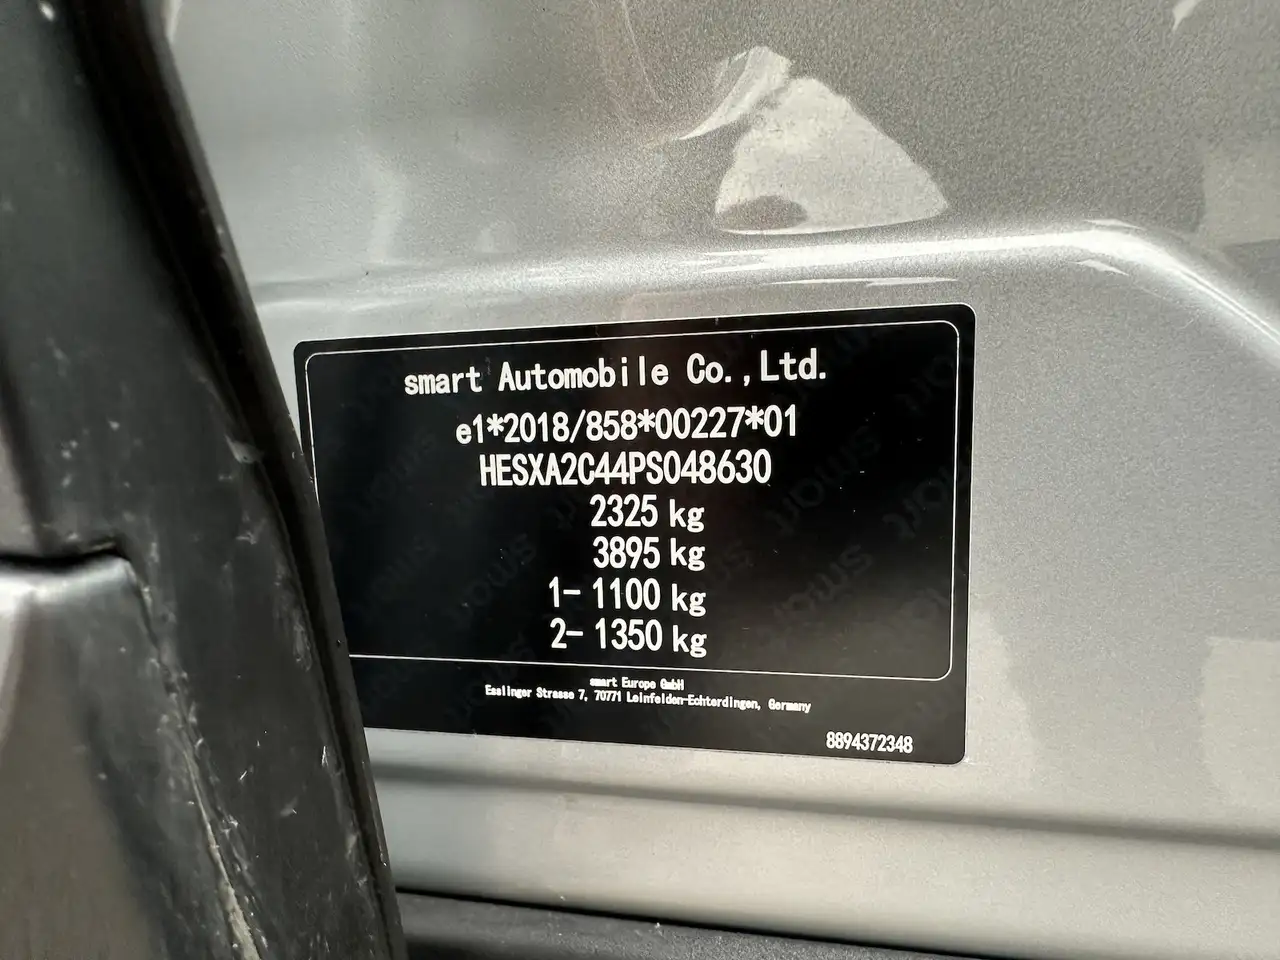 smart Automobile Co.,Ltd.
e1*2018/858*00227*01
HESXA2C44PS048630
2325 kg
3895 kg
1- 1100 kg
2- 1350 kg
smart Europe GmbH
Esslinger Strasse 7, 70771 Leinfelden-Echterdingen, Germany
8894372348